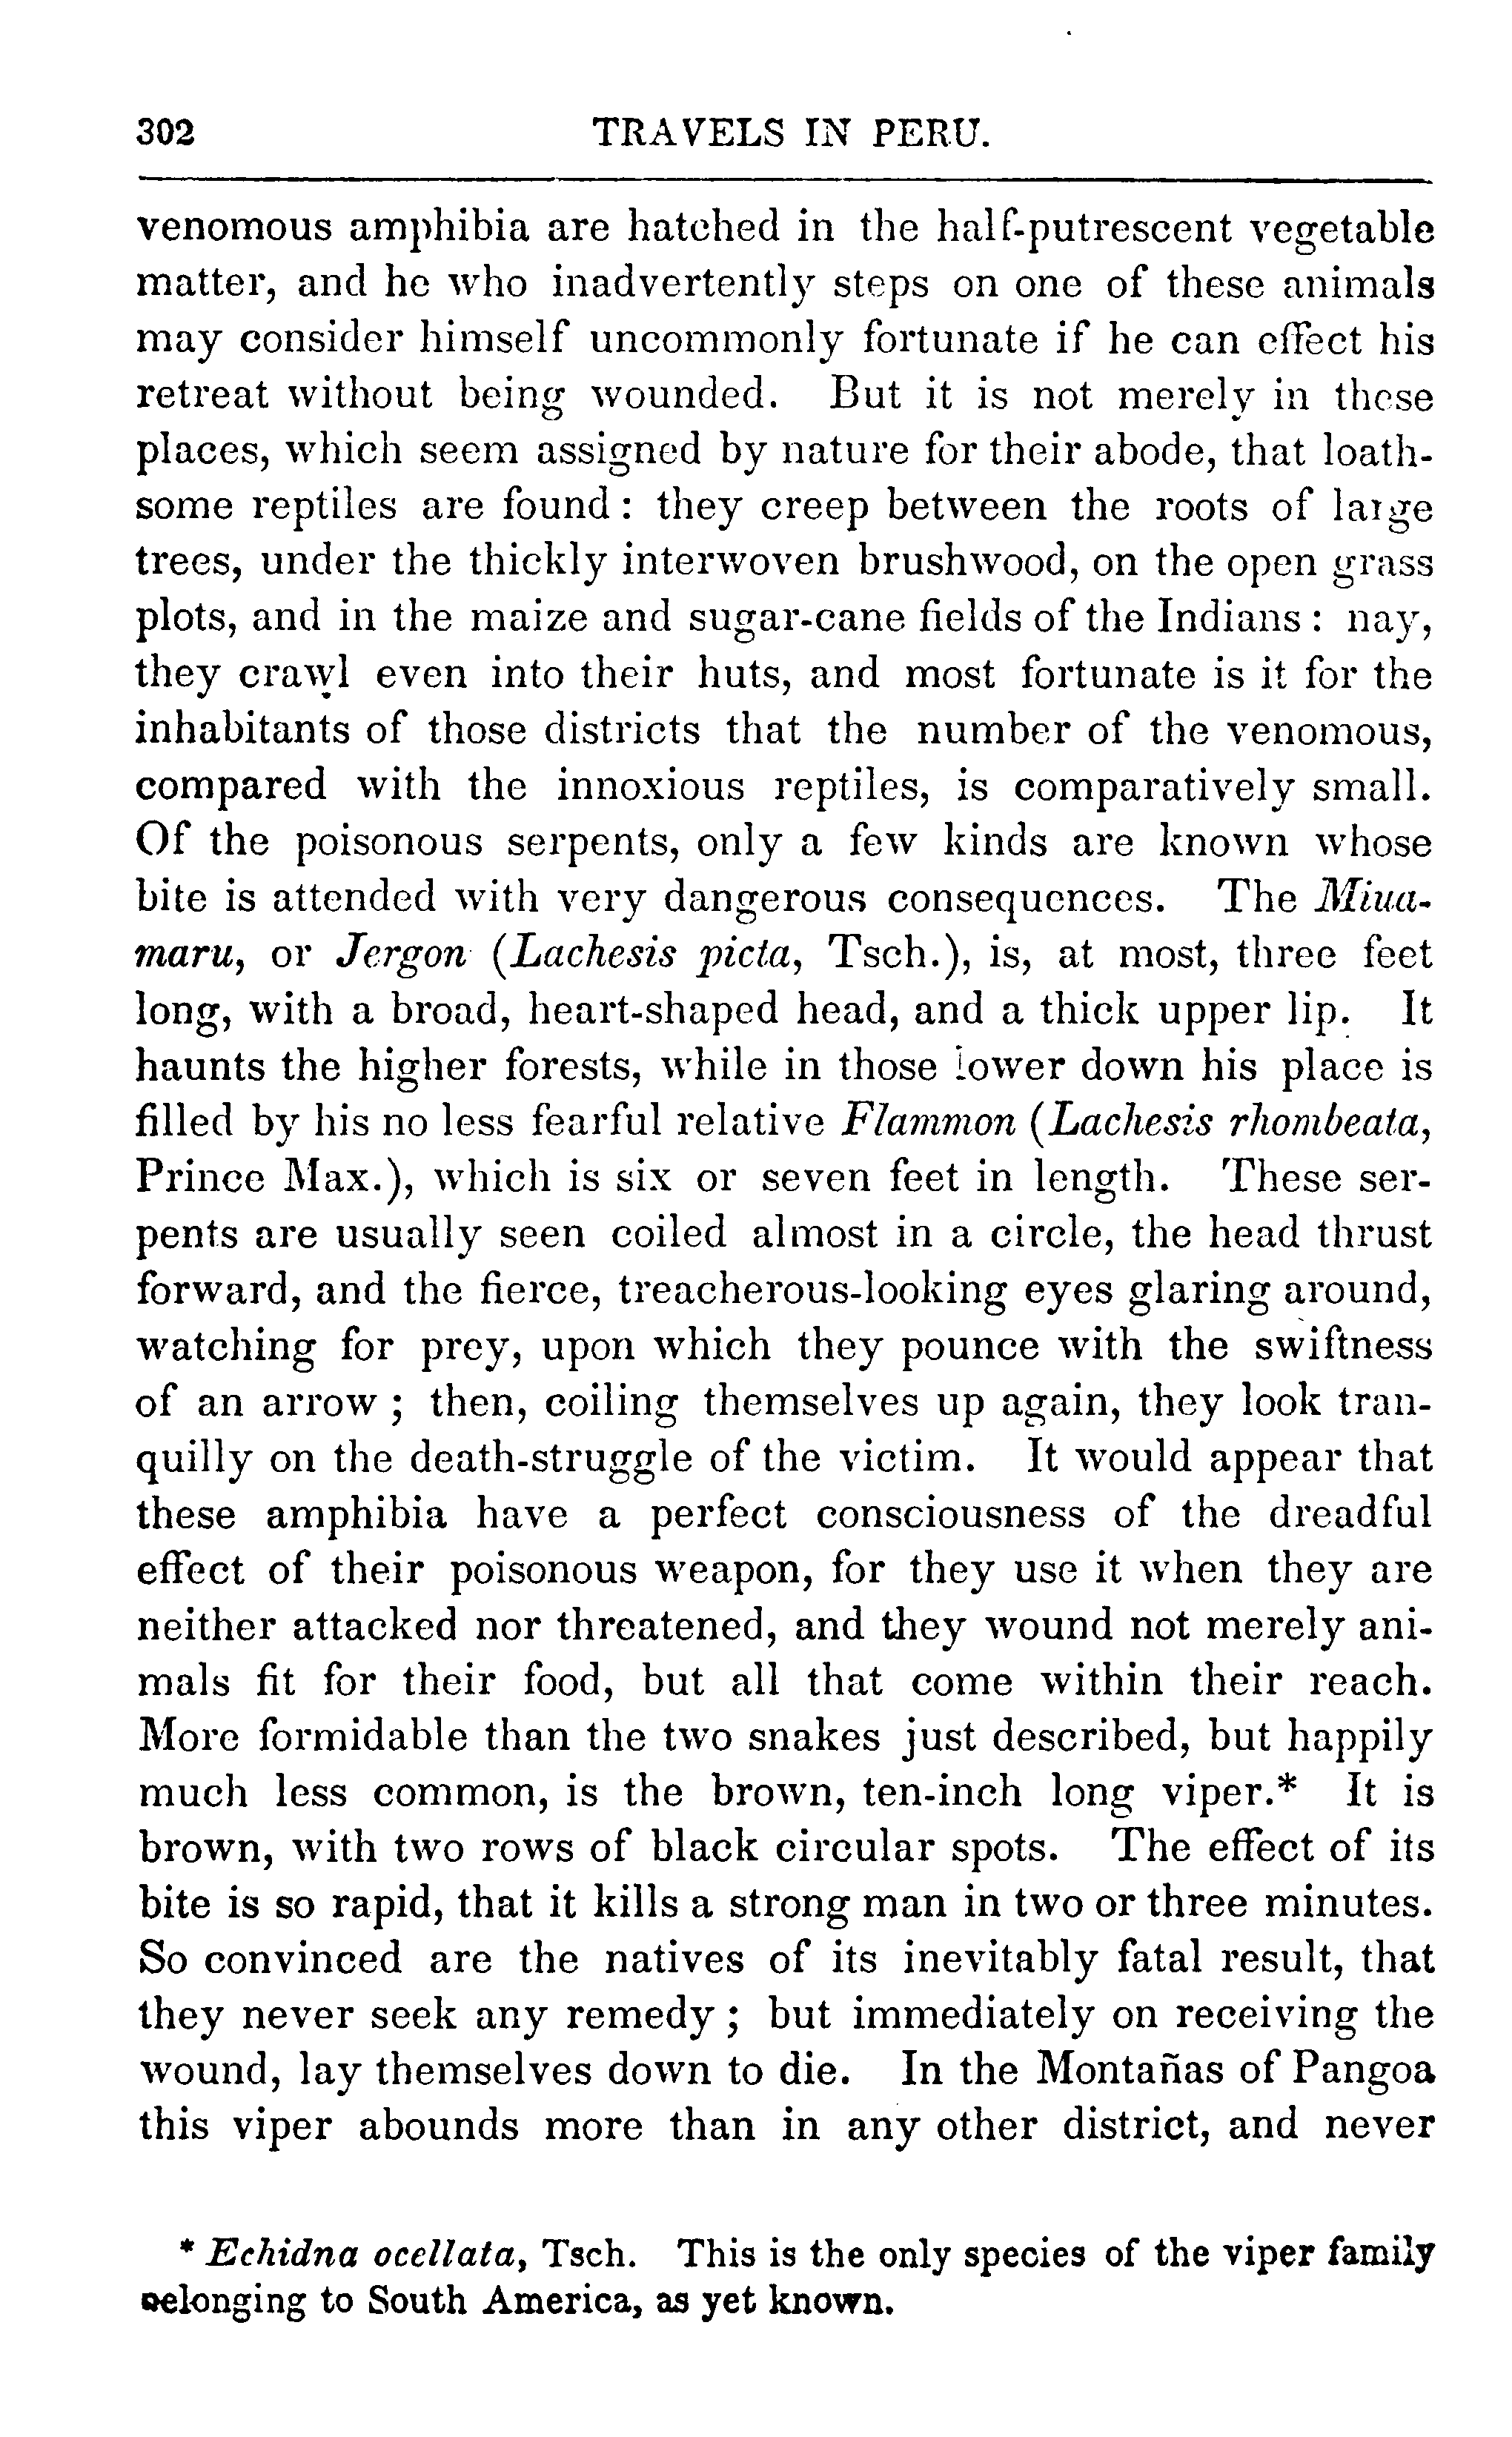 302 TRAVELS IN PERU.
venomous amphibia are hatched in the half-putrescent vegetable
matter, and he who inadvertently steps on one of these animals
may consider himself uncommonly fortunate if he can effect his
retreat without being wounded. But it is not merely in these
places, which seem assigned by nature for their abode, that loath-
some reptiles are found : they creep between the roots of large
trees, under the thickly interwoven brushwood, on the open grass
plots, and in the maize and sugar-cane fields of the Indians : nay,
they crawl even into their huts, and most fortunate is it for the
inhabitants of those districts that the number of the venomous,
compared with the innoxious reptiles, is comparatively small.
Of the poisonous serpents, only a few kinds are known whose
bite is attended with very dangerous consequences. The Miua-
maru, or Jergon (Lachesis picta, Tsch.), is, at most, three feet
long, with a broad, heart-shaped head, and a thick upper lip. It
haunts the higher forests, while in those lower down his place is
filled by his no less fearful relative Flammon (Lachesis rhombeata,
Prince Max.), which is six or seven feet in length. These ser-
pents are usually seen coiled almost in a circle, the head thrust
forward, and the fierce, treacherous-looking eyes glaring around,
watching for prey, upon which they pounce with the swiftness
of an arrow ; then, coiling themselves up again, they look tran-
quilly on the death-struggle of the victim. It would appear that
these amphibia have a perfect consciousness of the dreadful
effect of their poisonous weapon, for they use it when they are
neither attacked nor threatened, and they wound not merely ani-
mals fit for their food, but all that come within their reach.
More formidable than the two snakes just described, but happily
much less common, is the brown, ten-inch long viper.* It is
brown, with two rows of black circular spots. The effect of its
bite is so rapid, that it kills a strong man in two or three minutes.
So convinced are the natives of its inevitably fatal result, that
they never seek any remedy ; but immediately on receiving the
wound, lay themselves down to die. In the Montañas of Pangoa
this viper abounds more than in any other district, and never
* Echidna ocellata, Tsch. This is the only species of the viper family
belonging to South America, as yet known.